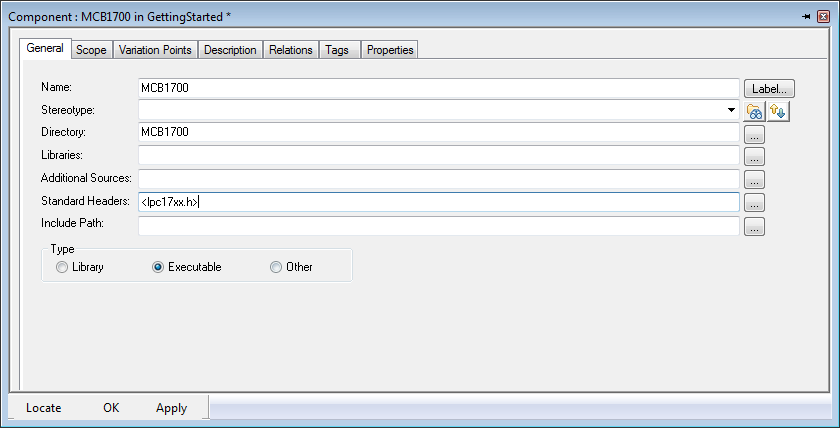 Component : MCB1700 in GettingStarted *
General Scope Variation Points Description Relations Tags Properties
Name: MCB1700 Label...
Stereotype:
Directory: MCB1700 ...
Libraries: ...
Additional Sources: ...
Standard Headers: <lpc17xx.h> ...
Include Path: ...
Type
Library Executable Other
Locate OK Apply